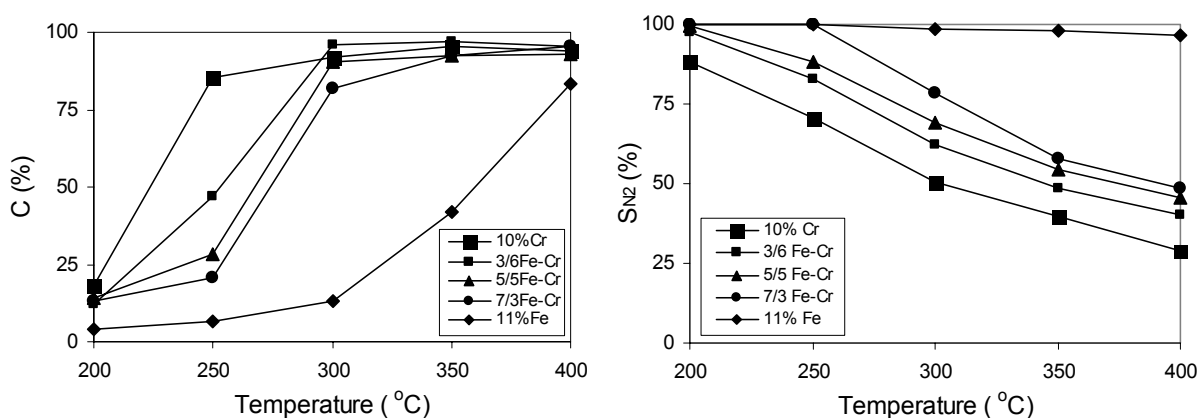 100
75
50
25
0
C (%)
200 250 300 350 400
Temperature ( °C)
10%Cr
3/6Fe-Cr
5/5Fe-Cr
7/3Fe-Cr
11%Fe
100
75
50
25
0
SN2 (%)
200 250 300 350 400
Temperature ( °C)
10% Cr
3/6 Fe-Cr
5/5 Fe-Cr
7/3 Fe-Cr
11% Fe